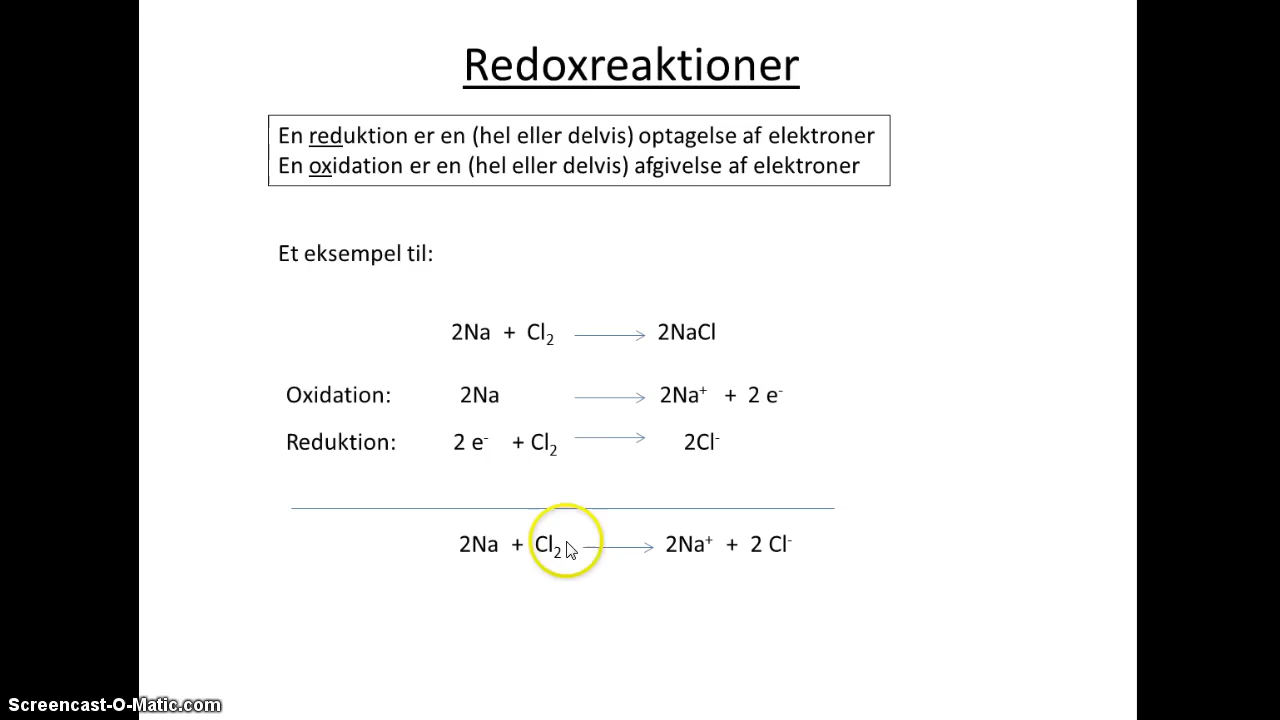 Redoxreaktioner
En reduktion er en (hel eller delvis) optagelse af elektroner
En oxidation er en (hel eller delvis) afgivelse af elektroner
Et eksempel til:
2Na + Cl₂ ⟶ 2NaCl
Oxidation: 2Na ⟶ 2Na⁺ + 2 e⁻
Reduktion: 2 e⁻ + Cl₂ ⟶ 2Cl⁻
2Na + Cl₂ ⟶ 2Na⁺ + 2 Cl⁻
Screencast-O-Matic.com